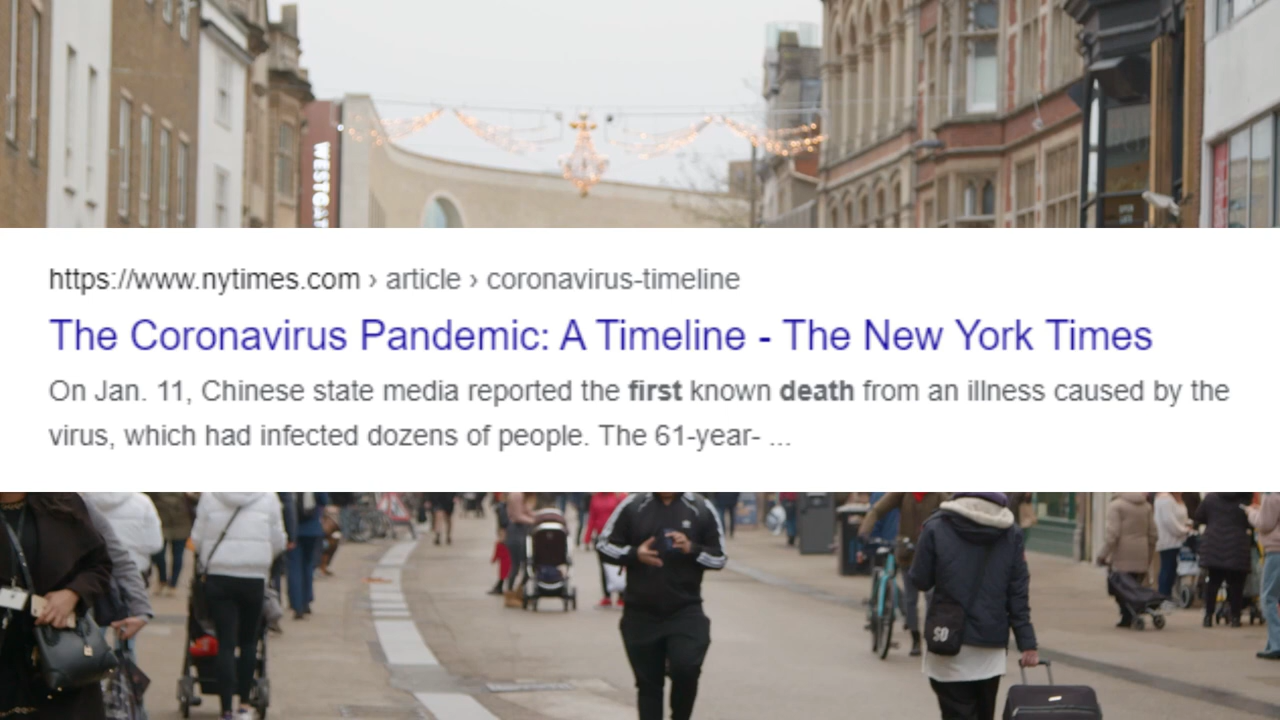 WESTGAT
https://www.nytimes.com › article › coronavirus-timeline
The Coronavirus Pandemic: A Timeline - The New York Times
On Jan. 11, Chinese state media reported the first known death from an illness caused by the
virus, which had infected dozens of people. The 61-year- ...